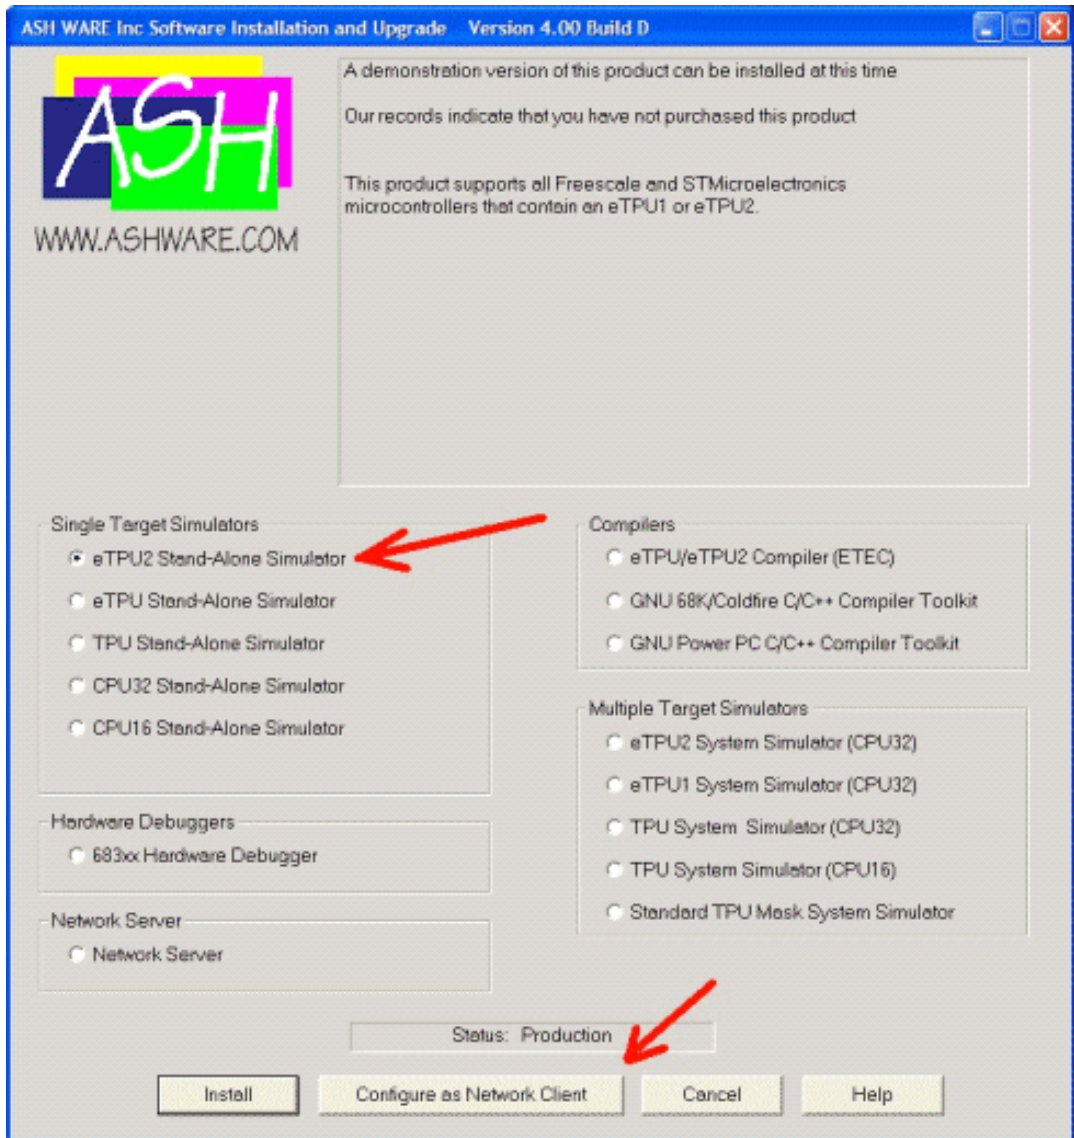 ASH WARE Inc Software Installation and Upgrade Version 4.00 Build D
ASH
WWW.ASHWARE.COM
A demonstration version of this product can be installed at this time
Our records indicate that you have not purchased this product
This product supports all Freescale and STMicroelectronics
microcontrollers that contain an eTPU1 or eTPU2.
Single Target Simulators
eTPU2 Stand-Alone Simulator
eTPU Stand-Alone Simulator
TPU Stand-Alone Simulator
CPU32 Stand-Alone Simulator
CPU16 Stand-Alone Simulator
Hardware Debuggers
683xx Hardware Debugger
Network Server
Network Server
Compilers
eTPU/eTPU2 Compiler (ETEC)
GNU 68K/Coldfire C/C++ Compiler Toolkit
GNU Power PC C/C++ Compiler Toolkit
Multiple Target Simulators
eTPU2 System Simulator (CPU32)
eTPU1 System Simulator (CPU32)
TPU System Simulator (CPU32)
TPU System Simulator (CPU16)
Standard TPU Mask System Simulator
Status: Production
Install
Configure as Network Client
Cancel
Help